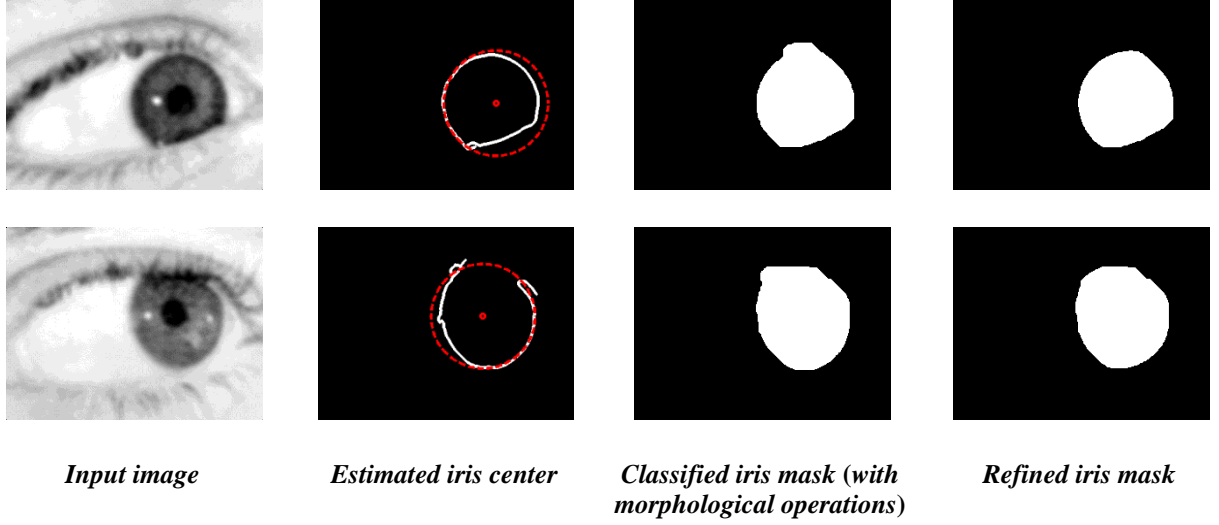 Input image
Estimated iris center
Classified iris mask (with
morphological operations)
Refined iris mask